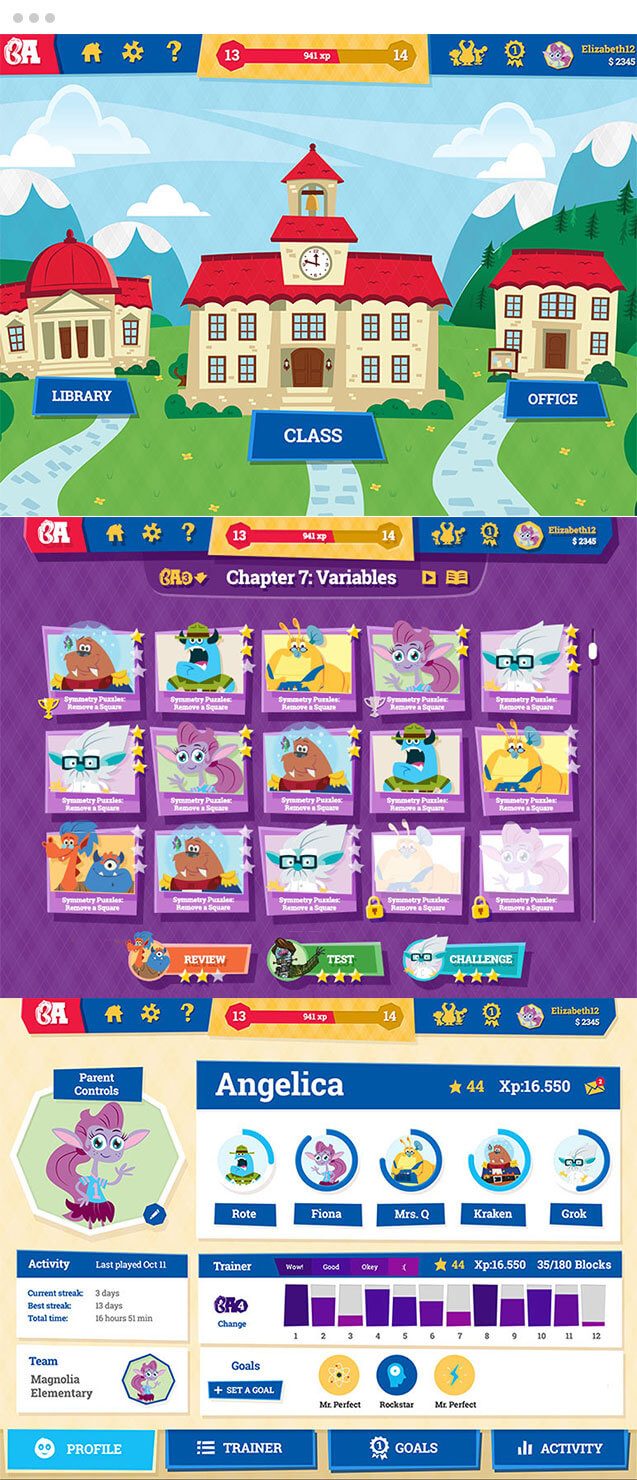 BA
?
13
941 xp
14
1
Elizabeth12
$ 2345
LIBRARY
CLASS
OFFICE
BA
?
13
941 xp
14
1
Elizabeth12
$ 2345
BA3
Chapter 7: Variables
Symmetry Puzzles:
Remove a Square
Symmetry Puzzles:
Remove a Square
Symmetry Puzzles:
Remove a Square
Symmetry Puzzles:
Remove a Square
Symmetry Puzzles:
Remove a Square
Symmetry Puzzles:
Remove a Square
Symmetry Puzzles:
Remove a Square
Symmetry Puzzles:
Remove a Square
Symmetry Puzzles:
Remove a Square
Symmetry Puzzles:
Remove a Square
Symmetry Puzzles:
Remove a Square
Symmetry Puzzles:
Remove a Square
Symmetry Puzzles:
Remove a Square
Symmetry Puzzles:
Remove a Square
Symmetry Puzzles:
Remove a Square
REVIEW
TEST
CHALLENGE
BA
?
13
941 xp
14
1
Elizabeth12
$ 2345
Parent
Controls
1
Angelica
44
Xp:16.550
2
Rote
Fiona
Mrs. Q
Kraken
Grok
Activity
Last played Oct 11
Current streak: 3 days
Best streak: 13 days
Total time: 16 hours 51 min
Trainer
Wow!
Good
Okey
:(
44
Xp:16.550
35/180 Blocks
BA4
Change
1 2 3 4 5 6 7 8 9 10 11 12
Team
Magnolia
Elementary
Goals
+ SET A GOAL
Mr. Perfect
Rockstar
Mr. Perfect
PROFILE
TRAINER
1
GOALS
ACTIVITY